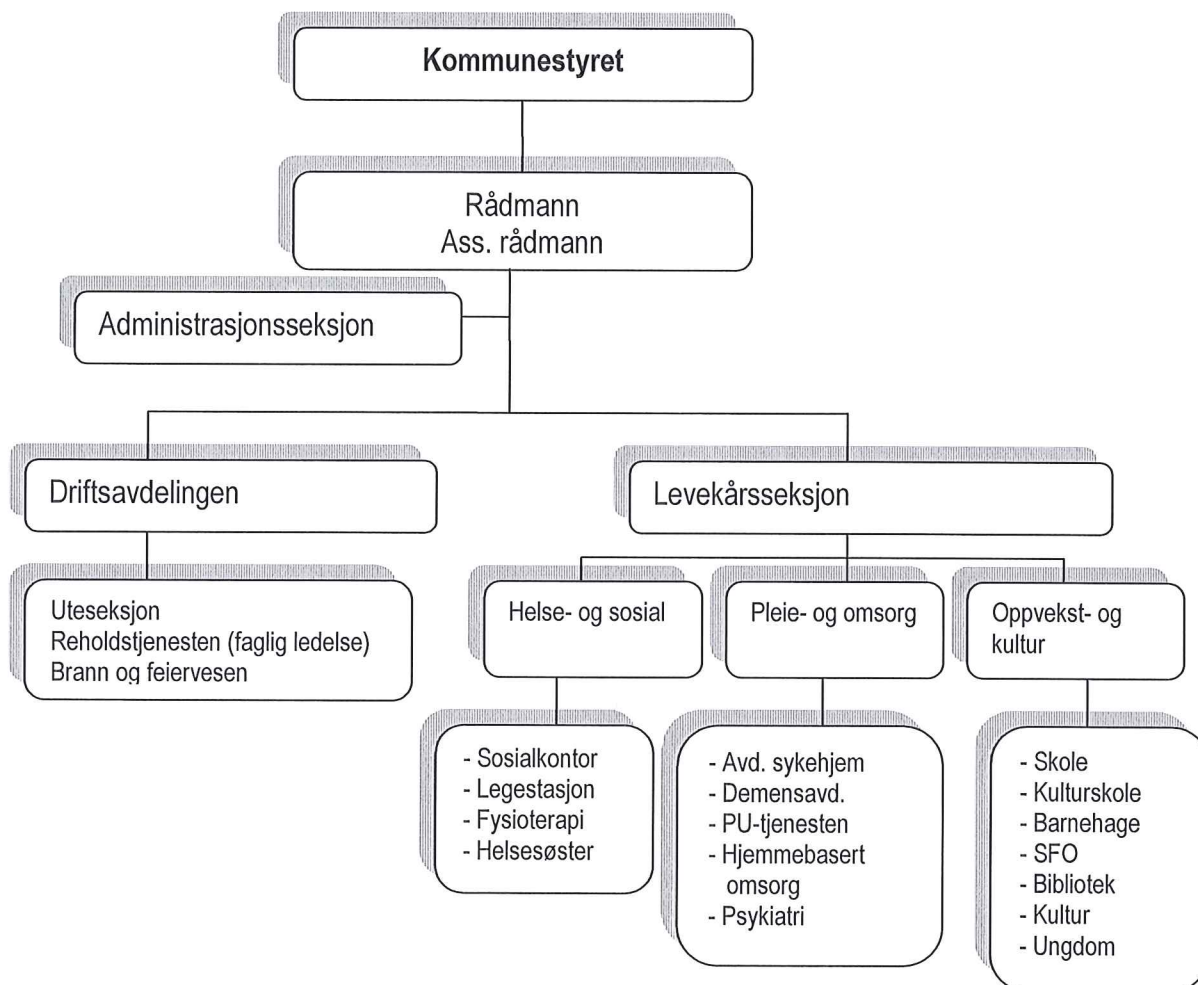 Kommunestyret
Rådmann
Ass. rådmann
Administrasjonsseksjon
Driftsavdelingen
Levekårsseksjon
Uteseksjon
Reholdstjenesten (faglig ledelse)
Brann og feiervesen
Helse- og sosial
Pleie- og omsorg
Oppvekst- og
kultur
- Sosialkontor
- Legestasjon
- Fysioterapi
- Helsesøster
- Avd. sykehjem
- Demensavd.
- PU-tjenesten
- Hjemmebasert
omsorg
- Psykiatri
- Skole
- Kulturskole
- Barnehage
- SFO
- Bibliotek
- Kultur
- Ungdom